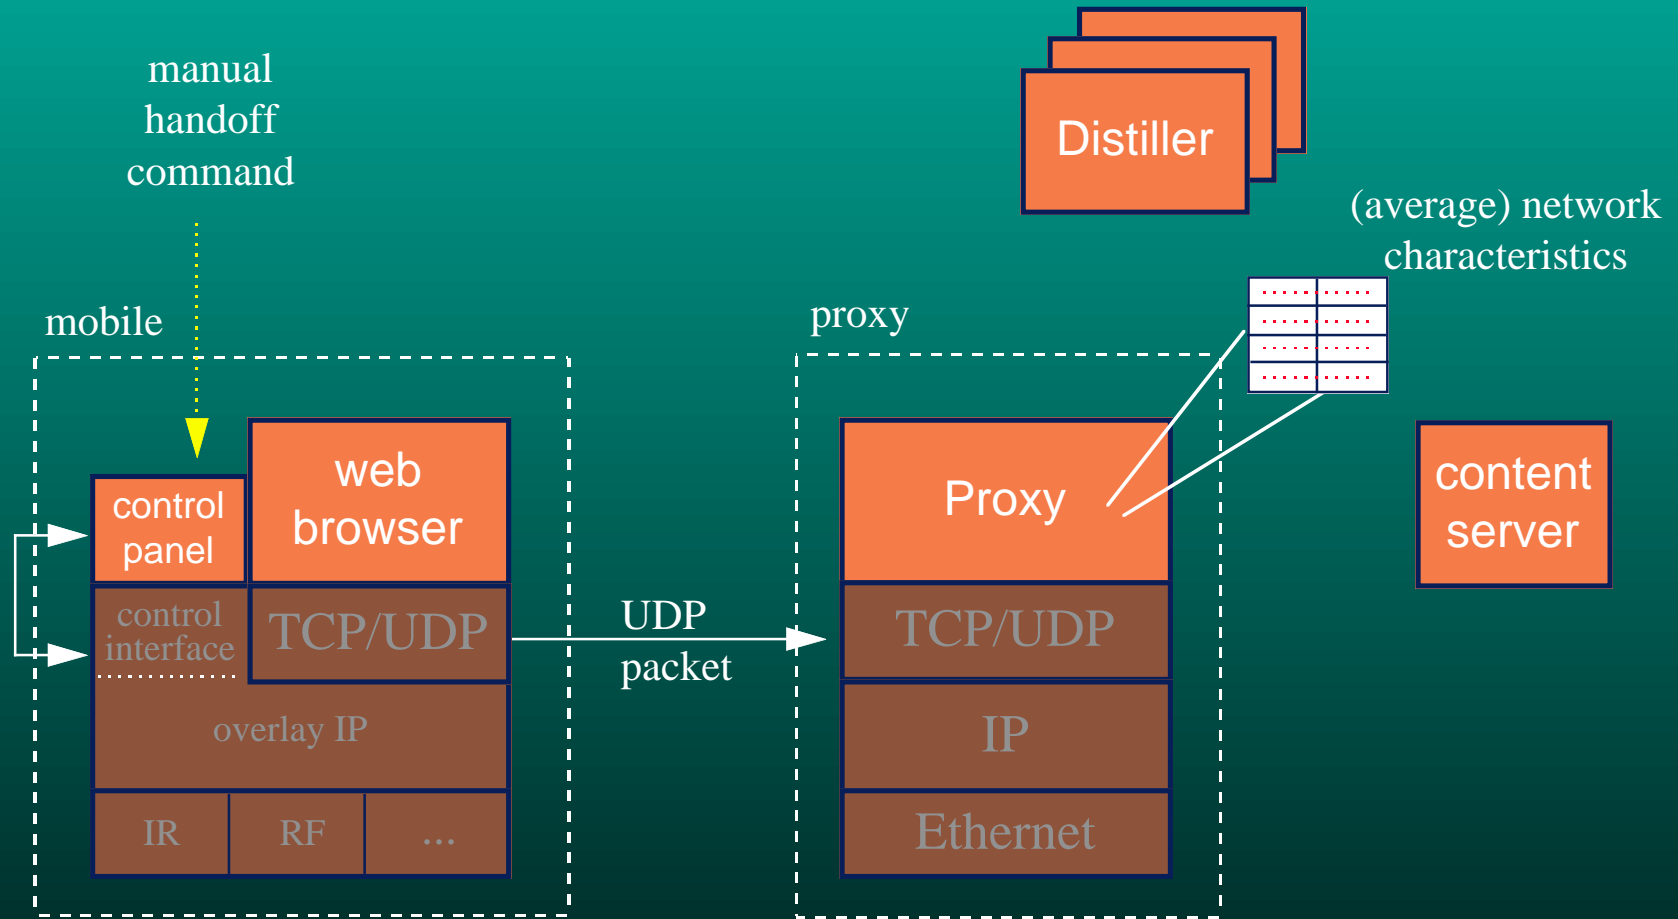 manual
handoff
command
Distiller
(average) network
characteristics
mobile
proxy
control
panel
web
browser
control
interface
TCP/UDP
overlay IP
IR
RF
...
UDP
packet
Proxy
TCP/UDP
IP
Ethernet
content
server